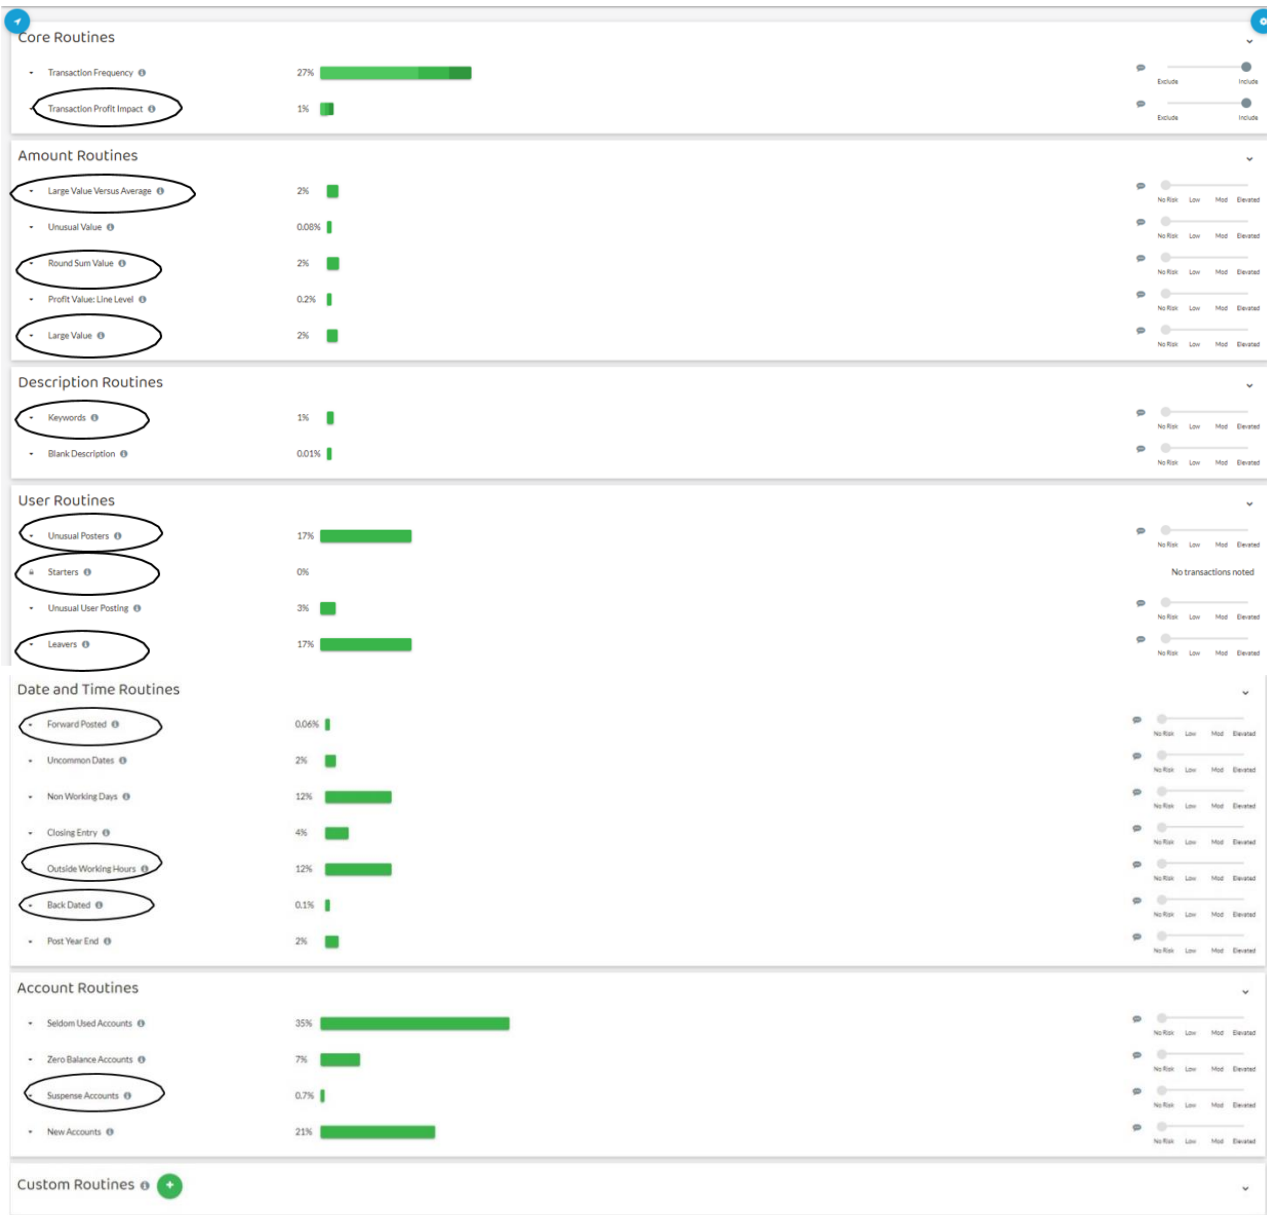 Core Routines
Transaction Frequency 27%
Exclude Include
Transaction Profit Impact 1%
Exclude Include
Amount Routines
Large Value Versus Average 2%
No Risk Low Mod Elevated
Unusual Value 0.08%
No Risk Low Mod Elevated
Round Sum Value 2%
No Risk Low Mod Elevated
Profit Value: Line Level 0.2%
No Risk Low Mod Elevated
Large Value 2%
No Risk Low Mod Elevated
Description Routines
Keywords 1%
No Risk Low Mod Elevated
Blank Description 0.01%
No Risk Low Mod Elevated
User Routines
Unusual Posters 17%
No Risk Low Mod Elevated
Starters 0% No transactions noted
Unusual User Posting 3%
No Risk Low Mod Elevated
Leavers 17%
No Risk Low Mod Elevated
Date and Time Routines
Forward Posted 0.06%
No Risk Low Mod Elevated
Uncommon Dates 2%
No Risk Low Mod Elevated
Non Working Days 12%
No Risk Low Mod Elevated
Closing Entry 4%
No Risk Low Mod Elevated
Outside Working Hours 12%
No Risk Low Mod Elevated
Back Dated 0.1%
No Risk Low Mod Elevated
Post Year End 2%
No Risk Low Mod Elevated
Account Routines
Seldom Used Accounts 35%
No Risk Low Mod Elevated
Zero Balance Accounts 7%
No Risk Low Mod Elevated
Suspense Accounts 0.7%
No Risk Low Mod Elevated
New Accounts 21%
No Risk Low Mod Elevated
Custom Routines